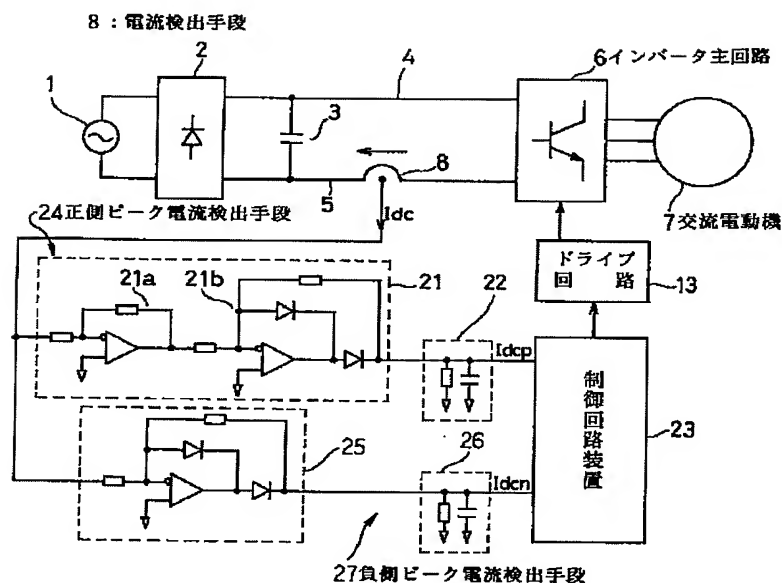 8：電流検出手段
2
4
6インバータ主回路
1
3
8
5
Idc
7交流電動機
24正側ピーク電流検出手段
ドライブ
回路
13
21a
21b
21
22
Idcp
制御回路装置
23
25
26
Idcn
27負側ピーク電流検出手段